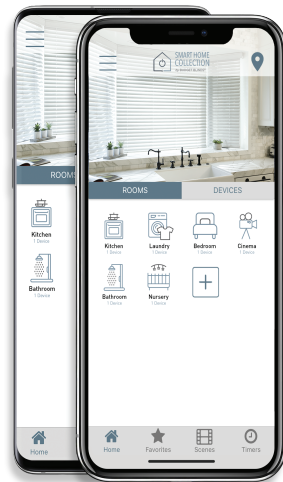 ROOM
Kitchen
1 Device
Bathroom
1 Device
Home
SMART HOME
COLLECTION
ROOMS
DEVICES
Kitchen
1 Device
Laundry
1 Device
Bedroom
1 Device
Cinema
1 Device
Bathroom
1 Device
Nursery
1 Device
Home
Favorites
Scenes
Timers